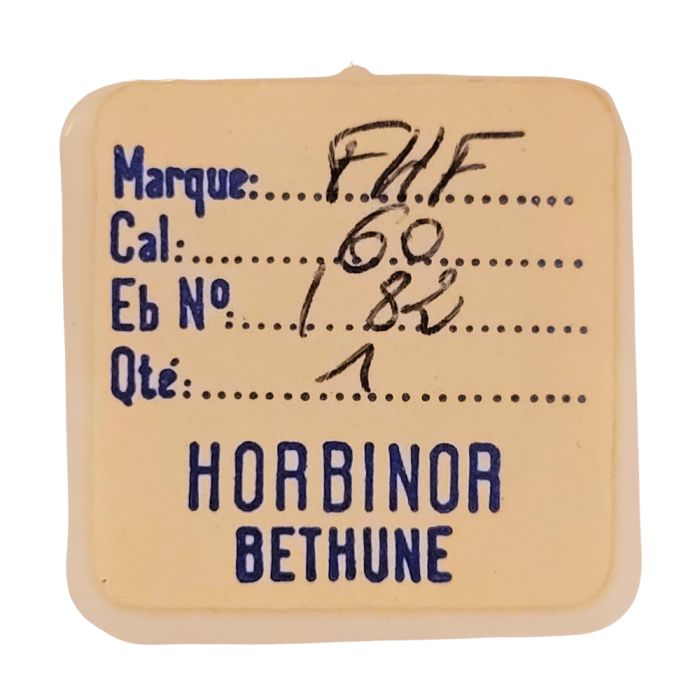 Marque: FHF
Cal: 60
Eb Nº: 182
Qté: 1
HORBINOR
BETHUNE